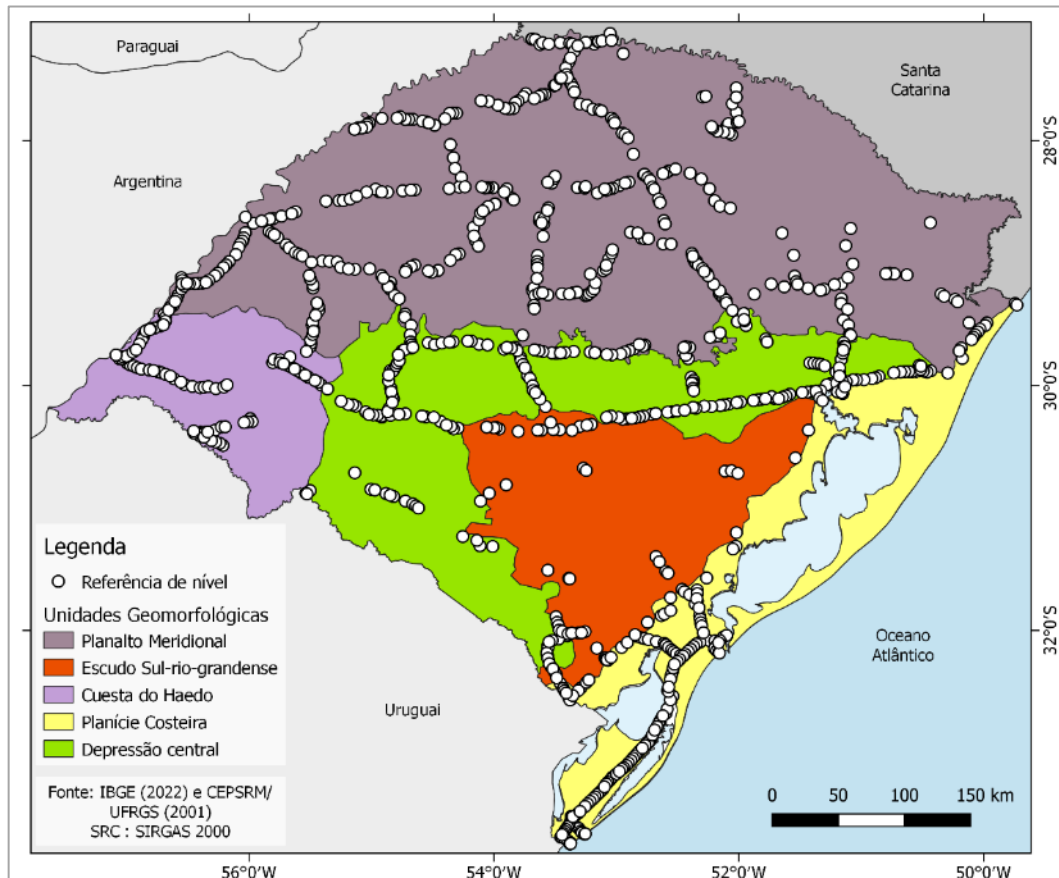 Paraguai
Santa
Catarina
Argentina
28°0'S
30°0'S
32°0'S
Legenda
Referência de nível
Unidades Geomorfológicas
Planalto Meridional
Escudo Sul-rio-grandense
Cuesta do Haedo
Planície Costeira
Depressão central
Oceano
Atlântico
Uruguai
Fonte: IBGE (2022) e CEPSRM/
UFRGS (2001)
SRC : SIRGAS 2000
0 50 100 150 km
56°0'W 54°0'W 52°0'W 50°0'W